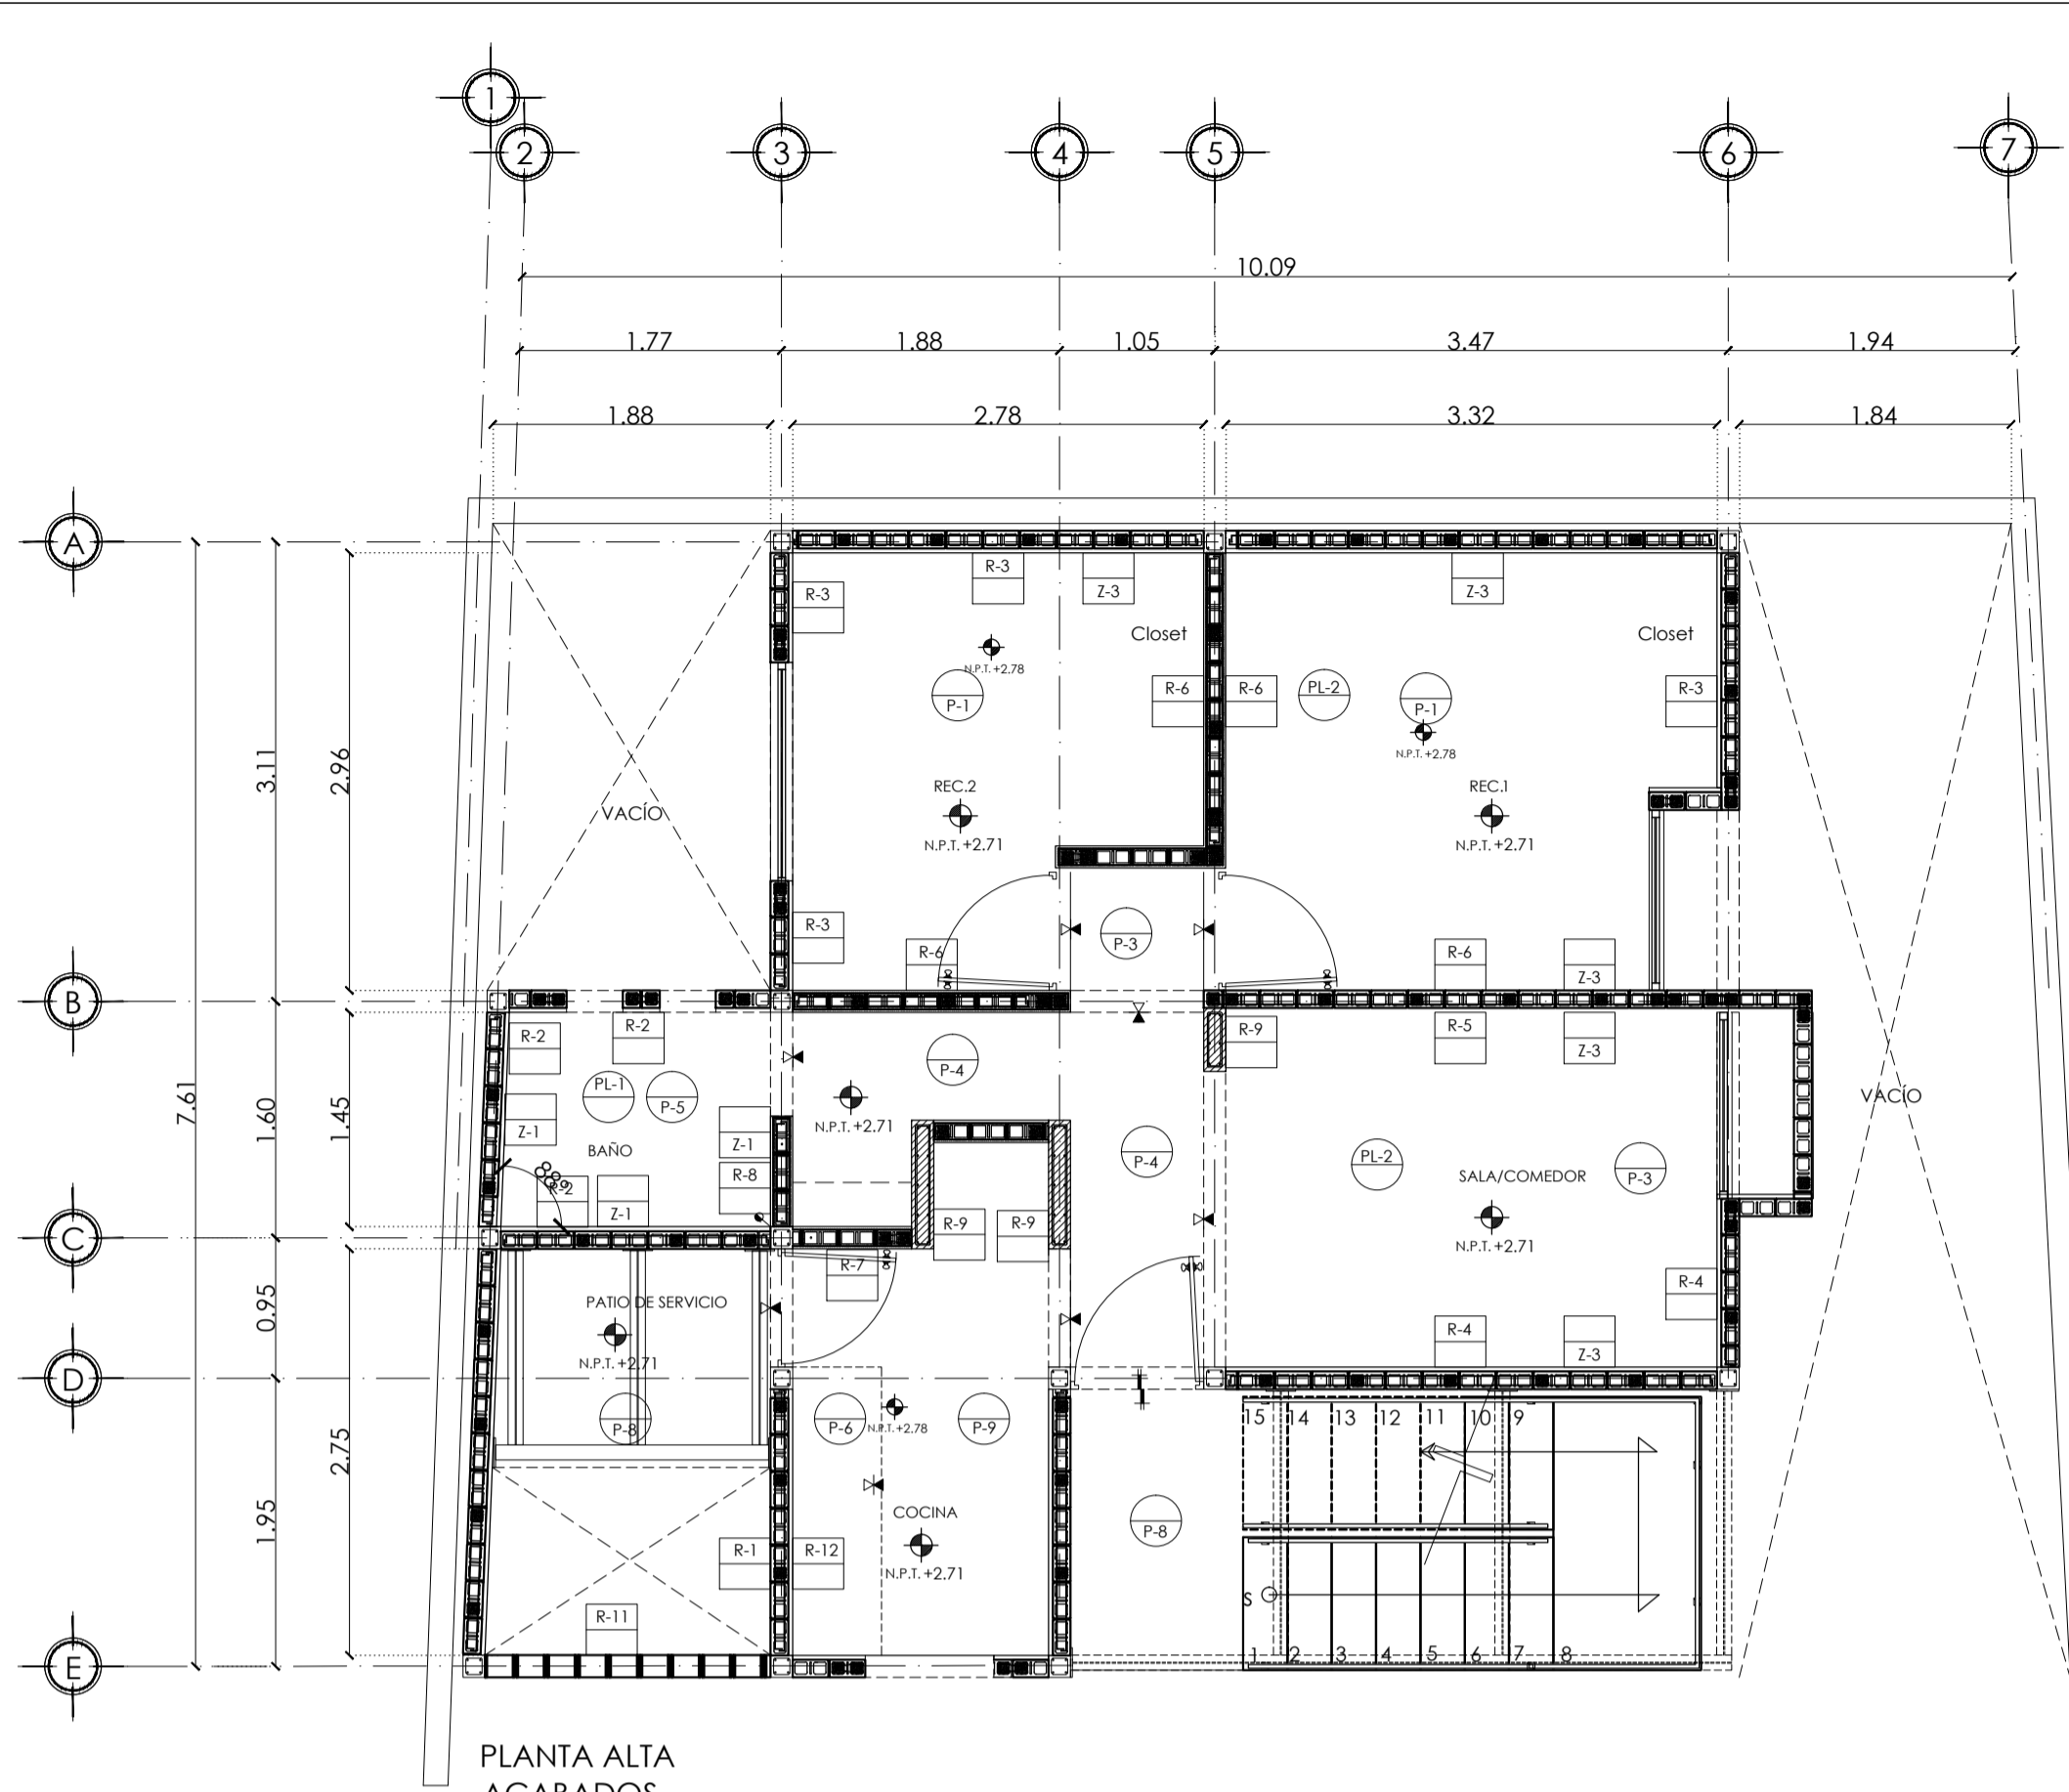 1
2
3
4
5
6
7
10.09
1.77
1.88
1.05
3.47
1.94
1.88
2.78
3.32
1.84
A
R-3
Z-3
Z-3
R-3
Closet
Closet
N.P.T. +2.78
R-6
R-6
PL-2
R-3
P-1
P-1
N.P.T. +2.78
3.11
2.96
REC.2
REC.1
VACÍO
N.P.T. +2.71
N.P.T. +2.71
R-3
P-3
R-6
R-6
Z-3
B
R-2
R-2
R-9
R-5
Z-3
P-4
PL-1
P-5
7.61
1.60
1.45
VACÍO
N.P.T. +2.71
Z-1
Z-1
BAÑO
P-4
PL-2
P-3
R-8
SALA/COMEDOR
R-2
Z-1
R-9
R-9
C
N.P.T. +2.71
R-7
R-4
0.95
PATIO DE SERVICIO
R-4
Z-3
N.P.T. +2.71
D
15
14
13
12
11
10
9
P-8
P-6
N.P.T. +2.78
P-9
2.75
1.95
COCINA
P-8
R-1
R-12
N.P.T. +2.71
S
R-11
1
2
3
4
5
6
7
8
E
PLANTA ALTA
ACABADOS